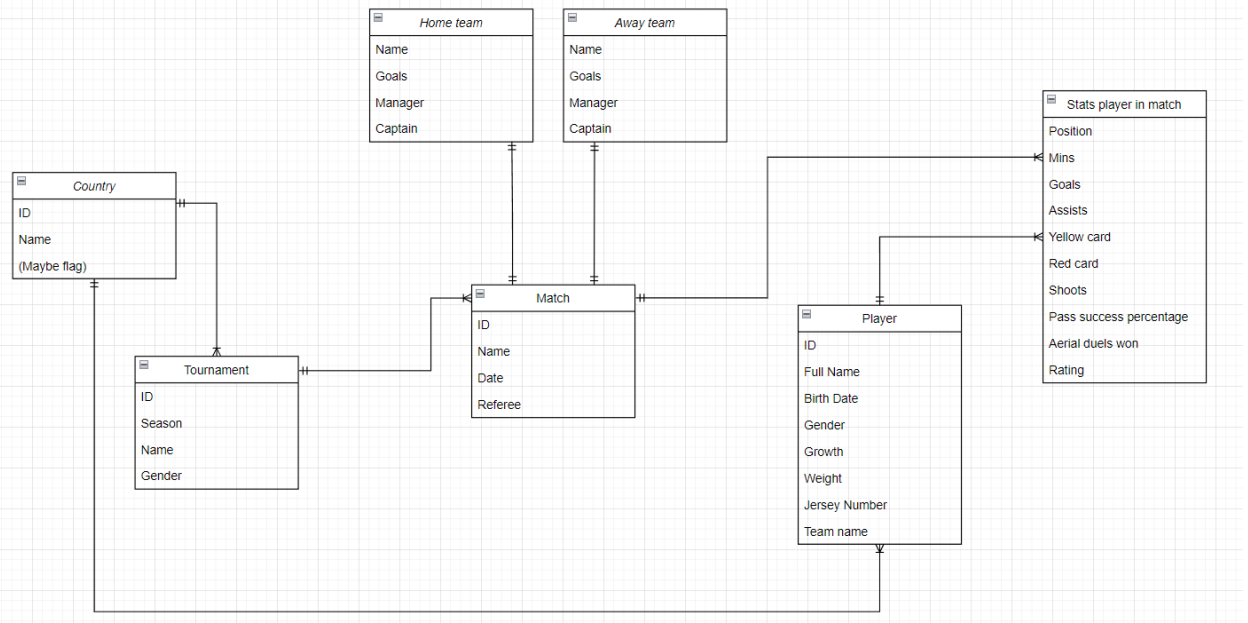 Home team
Name
Goals
Manager
Captain
Away team
Name
Goals
Manager
Captain
Stats player in match
Position
Mins
Goals
Assists
Yellow card
Red card
Shoots
Pass success percentage
Aerial duels won
Rating
Country
ID
Name
(Maybe flag)
Match
ID
Name
Date
Referee
Player
ID
Full Name
Birth Date
Gender
Growth
Weight
Jersey Number
Team name
Tournament
ID
Season
Name
Gender